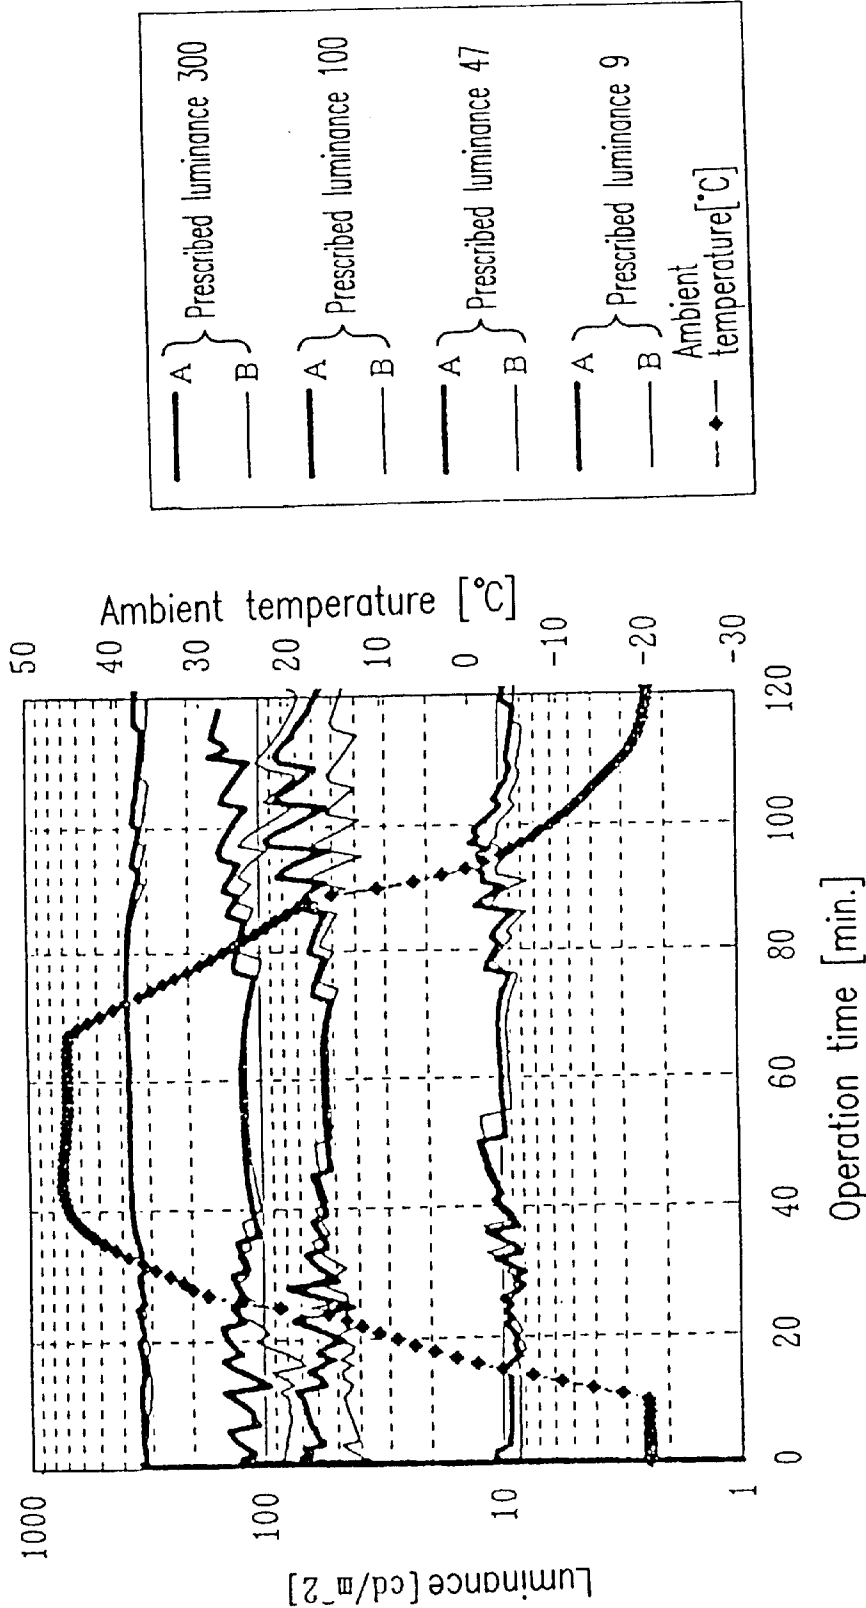 Luminance [cd/m^2]
1000
100
10
1
0
20
40
60
80
100
120
Operation time [min.]
50
40
30
20
10
0
-10
-20
-30
Ambient temperature [°C]
A
B
Prescribed luminance 300
A
B
Prescribed luminance 100
A
B
Prescribed luminance 47
A
B
Prescribed luminance 9
Ambient
temperature[°C]